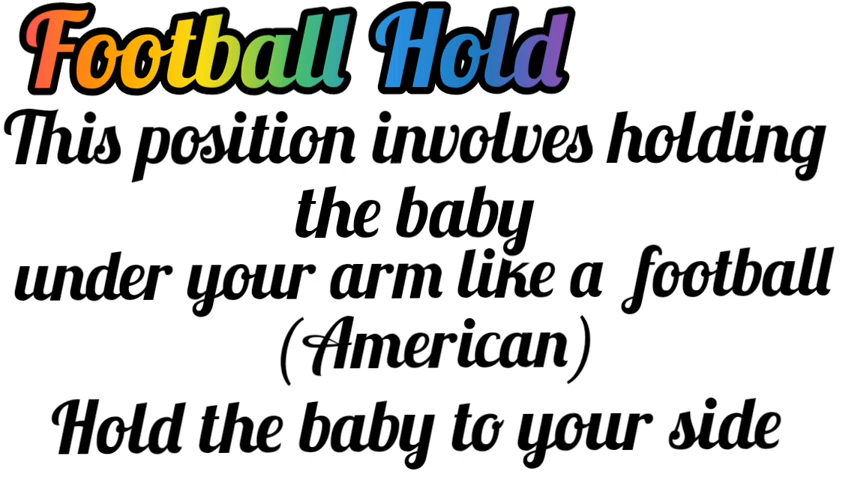 Football Hold
This position involves holding
the baby
under your arm like a football
(American)
Hold the baby to your side